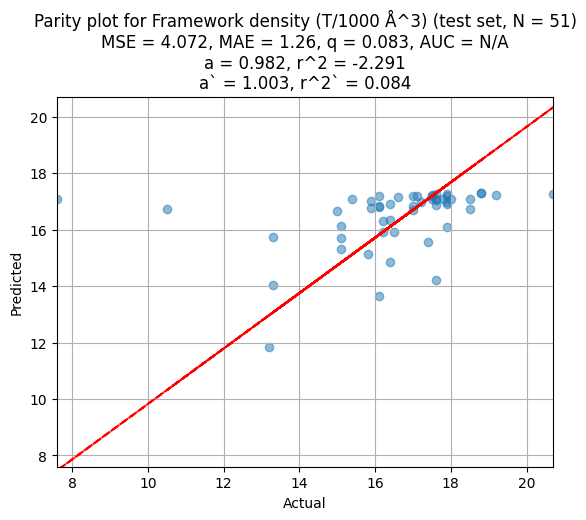 Parity plot for Framework density (T/1000 Å^3) (test set, N = 51)
MSE = 4.072, MAE = 1.26, q = 0.083, AUC = N/A
a = 0.982, r^2 = -2.291
a` = 1.003, r^2` = 0.084
20
18
16
14
12
10
8
Predicted
8 10 12 14 16 18 20
Actual